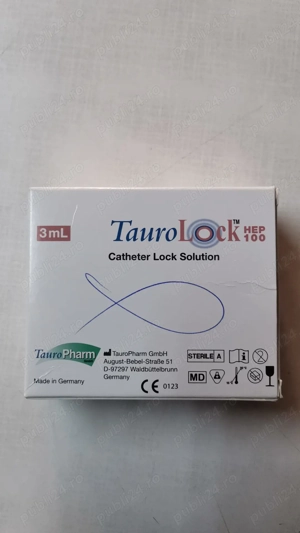 3mL
TauroLock™ HEP 100
Catheter Lock Solution
TauroPharm
TauroPharm GmbH
August-Bebel-Straße 51
D-97297 Waldbüttelbrunn
Germany
Made in Germany
CE 0123
STERILE A
MD